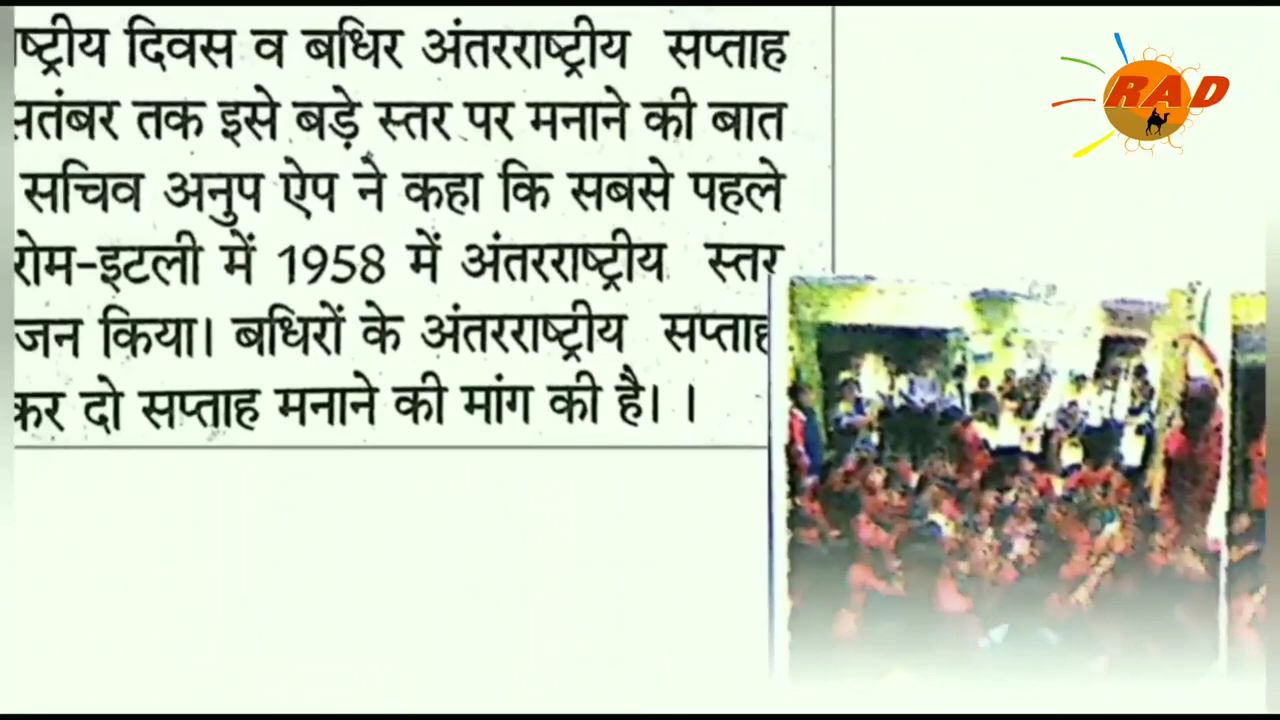 ष्ट्रीय दिवस व बधिर अंतरराष्ट्रीय सप्ताह
सतंबर तक इसे बड़े स्तर पर मनाने की बात
सचिव अनुप ऐप ने कहा कि सबसे पहले
रोम-इटली में 1958 में अंतरराष्ट्रीय स्तर
जन किया। बधिरों के अंतरराष्ट्रीय सप्ताह
कर दो सप्ताह मनाने की मांग की है। ।
RAD